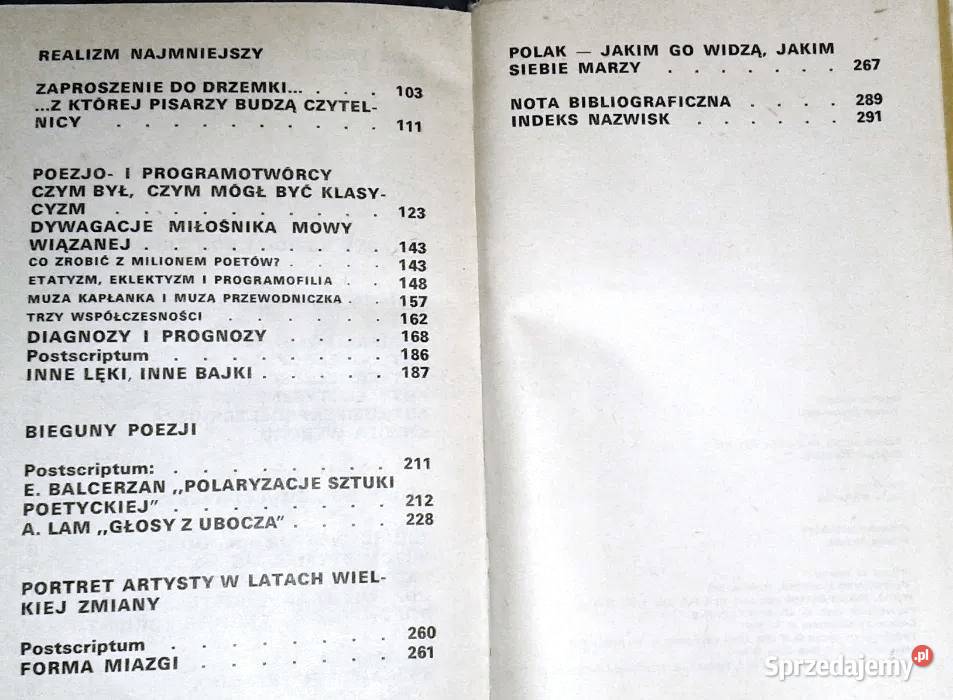 REALIZM NAJMNIEJSZY
ZAPROSZENIE DO DRZEMKI... . . . 103
...Z KTÓREJ PISARZY BUDZĄ CZYTEL-
NICY . . . . . . . . . . 111
POEZJO- I PROGRAMOTWÓRCY
CZYM BYŁ, CZYM MÓGŁ BYĆ KLASY-
CYZM . . . . . . . . . . 123
DYWAGACJE MIŁOŚNIKA MOWY
WIĄZANEJ . . . . . . . . . 143
CO ZROBIĆ Z MILIONEM POETÓW? . . . . 143
ETATYZM, EKLEKTYZM I PROGRAMOFILIA . . 148
MUZA KAPŁANKA I MUZA PRZEWODNICZKA . . 157
TRZY WSPÓŁCZESNOŚCI . . . . . . 162
DIAGNOZY I PROGNOZY . . . . 168
Postscriptum . . . . . . . . 186
INNE LĘKI, INNE BAJKI . . . . . 187
BIEGUNY POEZJI
Postscriptum: . . . . . . . . 211
E. BALCERZAN „POLARYZACJE SZTUKI
POETYCKIEJ” . . . . . . . . 212
A. LAM „GŁOSY Z UBOCZA” . . . . 228
PORTRET ARTYSTY W LATACH WIEL-
KIEJ ZMIANY
Postscriptum . . . . . . . . 260
FORMA MIAZGI . . . . . . . 261
POLAK — JAKIM GO WIDZĄ, JAKIM
SIEBIE MARZY . . . . . . . 267
NOTA BIBLIOGRAFICZNA . . . . 289
INDEKS NAZWISK . . . . . . 291
Sprzedajemy.pl